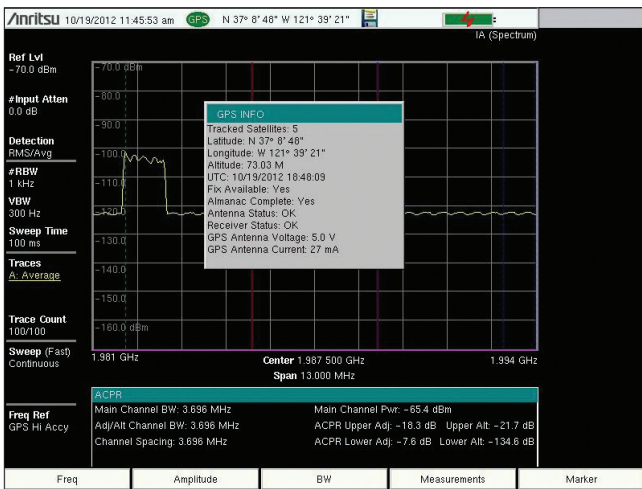 Anritsu 10/19/2012 11:45:53 am GPS N 37° 8' 48" W 121° 39' 21"
IA (Spectrum)
Ref Lvl
-70.0 dBm
#Input Atten
0.0 dB
Detection
RMS/Avg
#RBW
1 kHz
VBW
300 Hz
Sweep Time
100 ms
Traces
A: Average
Trace Count
100/100
Sweep (Fast)
Continuous
Freq Ref
GPS Hi Accy
-70.0 dBm
-80.0
-90.0
-100.0
-110.0
-120.0
-130.0
-140.0
-150.0
-160.0 dBm
GPS INFO
Tracked Satellites: 5
Latitude: N 37° 8' 48"
Longitude: W 121° 39' 21"
Altitude: 73.03 M
UTC: 10/19/2012 18:48:09
Fix Available: Yes
Almanac Complete: Yes
Antenna Status: OK
Receiver Status: OK
GPS Antenna Voltage: 5.0 V
GPS Antenna Current: 27 mA
1.981 GHz
Center 1.987 500 GHz
1.994 GHz
Span 13.000 MHz
ACPR
Main Channel BW: 3.696 MHz
Main Channel Pwr: -65.4 dBm
Adj/Alt Channel BW: 3.696 MHz
ACPR Upper Adj: -18.3 dB Upper Alt: -21.7 dB
Channel Spacing: 3.696 MHz
ACPR Lower Adj: -7.6 dB Lower Alt: -134.6 dB
Freq
Amplitude
BW
Measurements
Marker